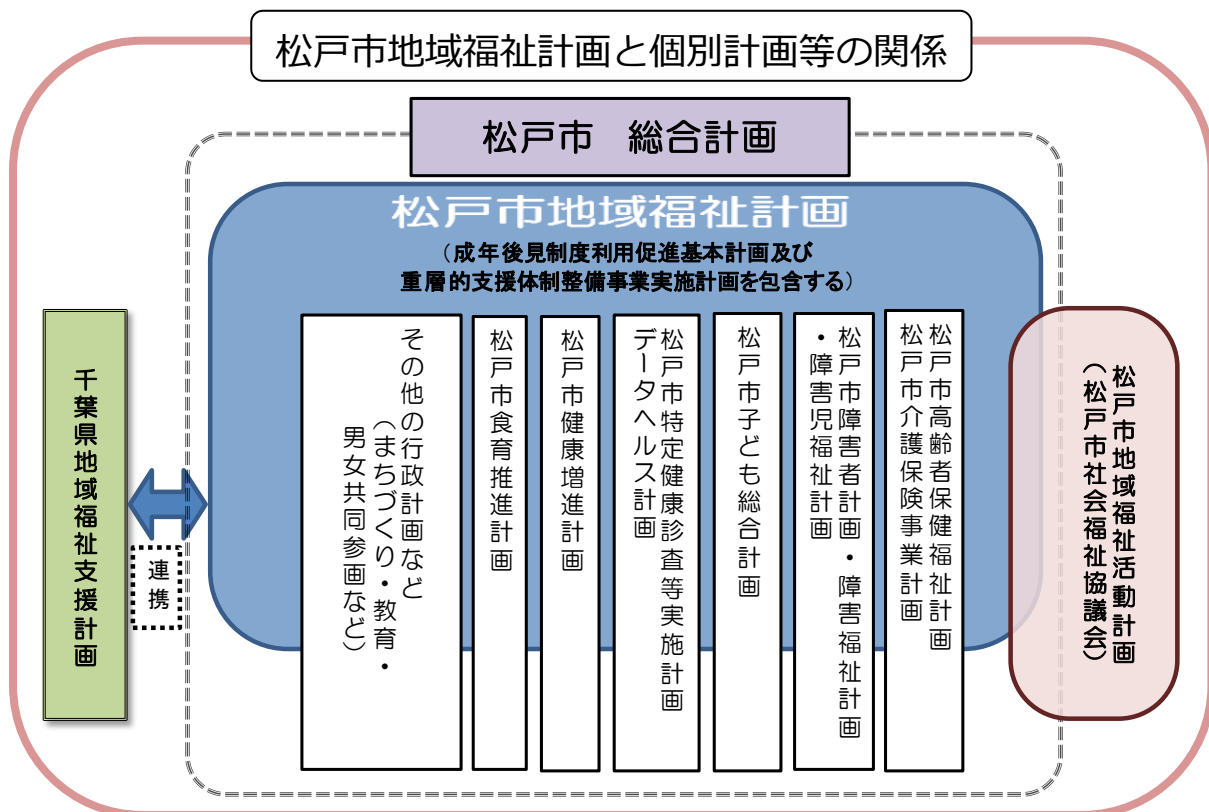 松戸市地域福祉計画と個別計画等の関係
松戸市 総合計画
松戸市地域福祉計画
（成年後見制度利用促進基本計画及び
重層的支援体制整備事業実施計画を包含する）
松戸市高齢者保健福祉計画
松戸市介護保険事業計画
松戸市障害者計画・障害福祉計画
・障害児福祉計画
松戸市子ども総合計画
松戸市特定健康診査等実施計画
データヘルス計画
松戸市健康増進計画
松戸市食育推進計画
その他の行政計画など
（まちづくり・教育・
男女共同参画など）
松戸市地域福祉活動計画
（松戸市社会福祉協議会）
連携
千葉県地域福祉支援計画